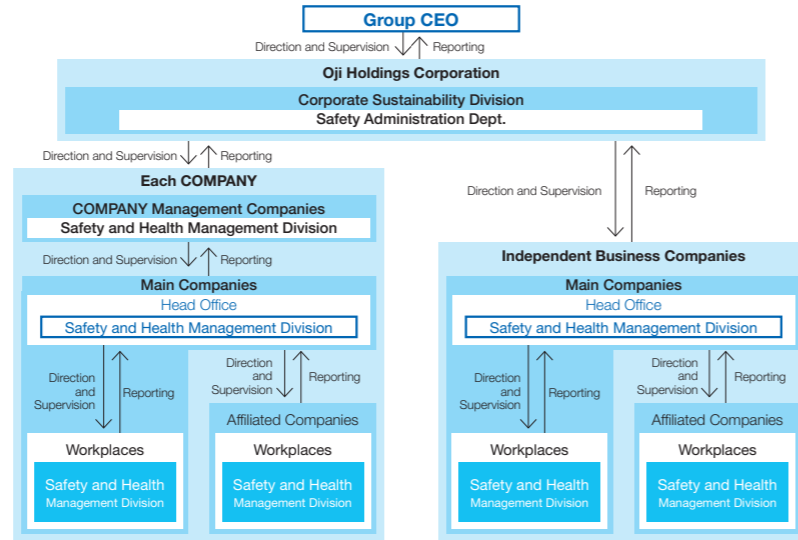 Group CEO
Direction and Supervision
Reporting
Oji Holdings Corporation
Corporate Sustainability Division
Safety Administration Dept.
Direction and Supervision
Reporting
Each COMPANY
COMPANY Management Companies
Safety and Health Management Division
Direction and Supervision
Reporting
Main Companies
Head Office
Safety and Health Management Division
Direction
and
Supervision
Reporting
Direction
and
Supervision
Reporting
Workplaces
Safety and Health
Management Division
Affiliated Companies
Workplaces
Safety and Health
Management Division
Direction and Supervision
Reporting
Independent Business Companies
Main Companies
Head Office
Safety and Health Management Division
Direction
and
Supervision
Reporting
Direction
and
Supervision
Reporting
Workplaces
Safety and Health
Management Division
Affiliated Companies
Workplaces
Safety and Health
Management Division